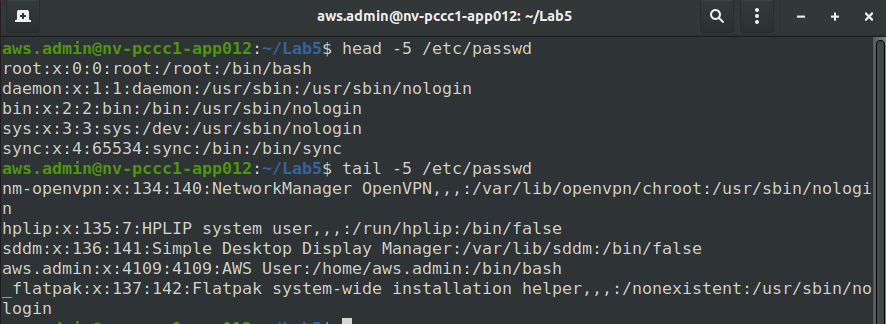 aws.admin@nv-pccc1-app012: ~/Lab5
aws.admin@nv-pccc1-app012:~/Lab5$ head -5 /etc/passwd
root:x:0:0:root:/root:/bin/bash
daemon:x:1:1:daemon:/usr/sbin:/usr/sbin/nologin
bin:x:2:2:bin:/bin:/usr/sbin/nologin
sys:x:3:3:sys:/dev:/usr/sbin/nologin
sync:x:4:65534:sync:/bin:/bin/sync
aws.admin@nv-pccc1-app012:~/Lab5$ tail -5 /etc/passwd
nm-openvpn:x:134:140:NetworkManager OpenVPN,,,:/var/lib/openvpn/chroot:/usr/sbin/nologi
n
hplip:x:135:7:HPLIP system user,,,:/run/hplip:/bin/false
sddm:x:136:141:Simple Desktop Display Manager:/var/lib/sddm:/bin/false
aws.admin:x:4109:4109:AWS User:/home/aws.admin:/bin/bash
_flatpak:x:137:142:Flatpak system-wide installation helper,,,:/nonexistent:/usr/sbin/no
login